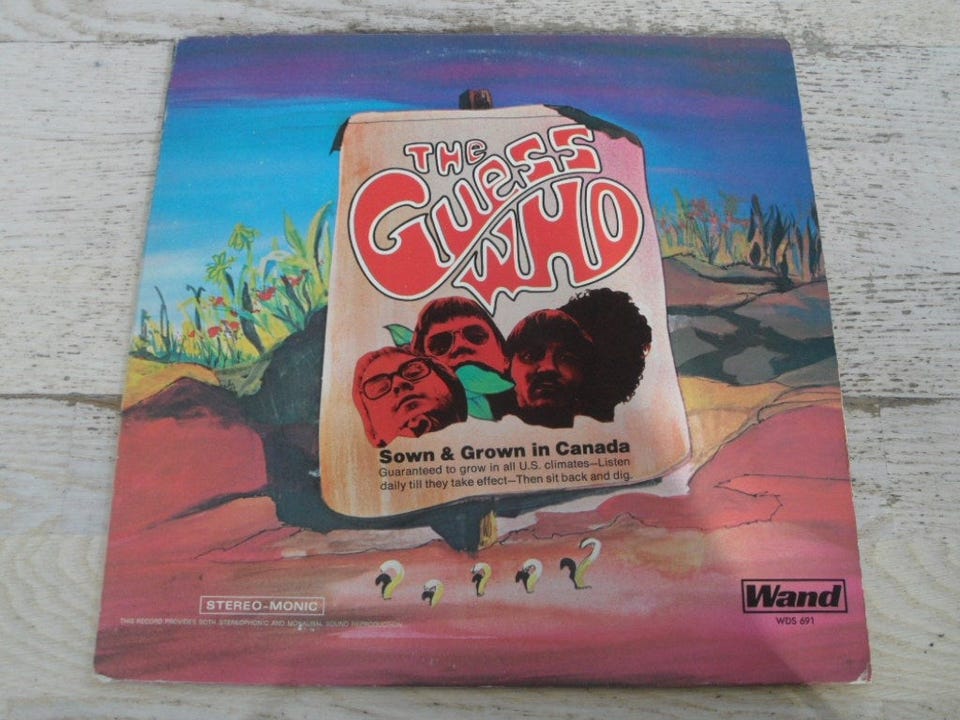 THE
GUESS
WHO
Sown & Grown in Canada
Guaranteed to grow in all U.S. climates—Listen
daily till they take effect—Then sit back and dig.
STEREO-MONIC
THIS RECORD PROVIDES BOTH STEREOPHONIC AND MONAURAL SOUND REPRODUCTION
Wand
WDS 691